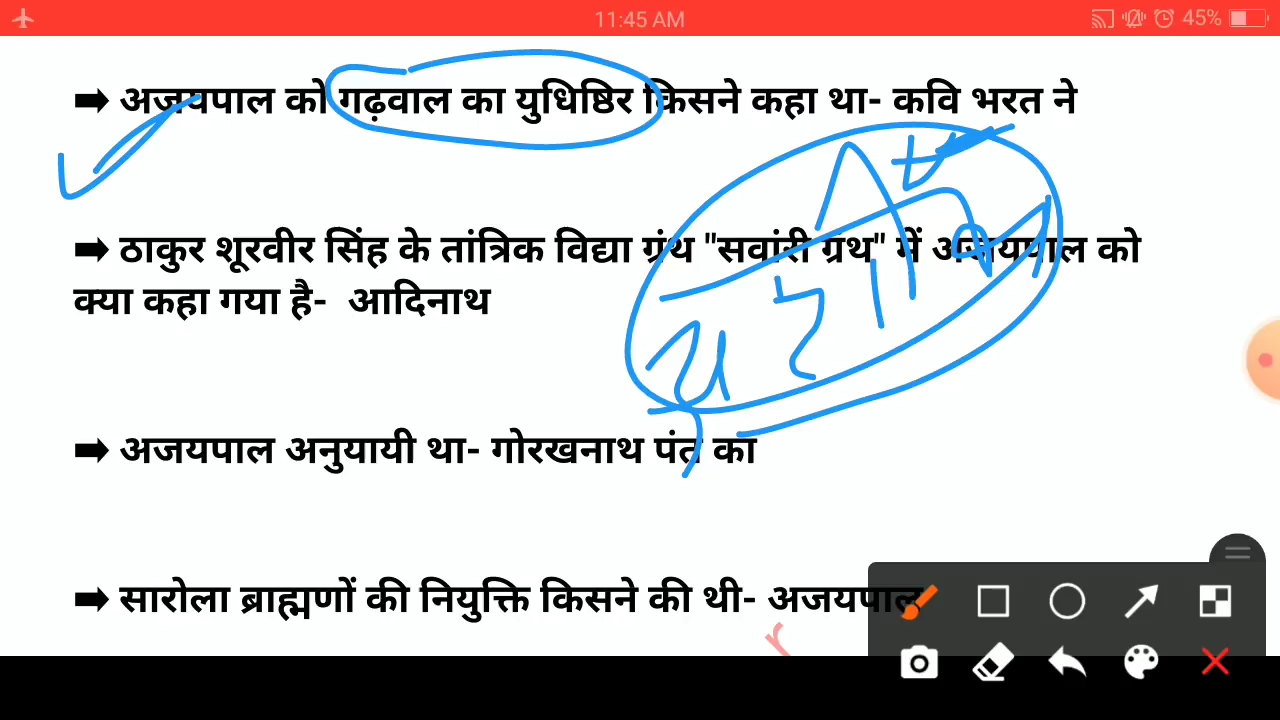 11:45 AM
45%
➡ अजयपाल को गढ़वाल का युधिष्ठिर किसने कहा था- कवि भरत ने
➡ ठाकुर शूरवीर सिंह के तांत्रिक विद्या ग्रंथ "सवांरी ग्रथ" में अजयपाल को
क्या कहा गया है- आदिनाथ
➡ अजयपाल अनुयायी था- गोरखनाथ पंत का
➡ सारोला ब्राह्मणों की नियुक्ति किसने की थी- अजयपाल